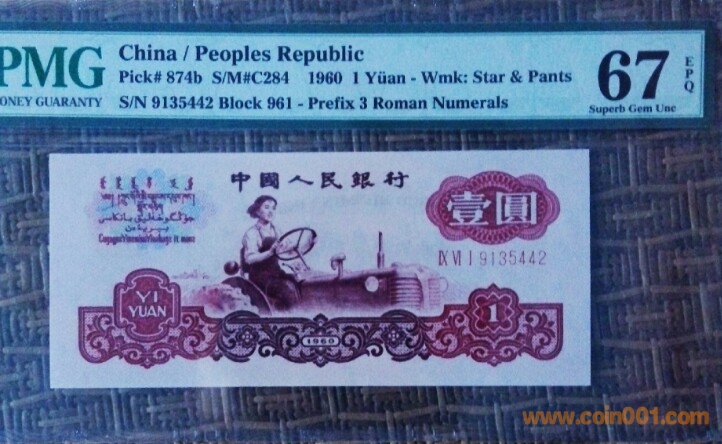 PMG
ONEY GUARANTY
China / Peoples Republic
Pick# 874b S/M#C284 1960 1 Yüan - Wmk: Star & Pants
S/N 9135442 Block 961 - Prefix 3 Roman Numerals
67
EPQ
Superb Gem Unc
中國人民銀行
壹圓
IX VI I 9135442
YI
YUAN
1960
1
www.coin001.com